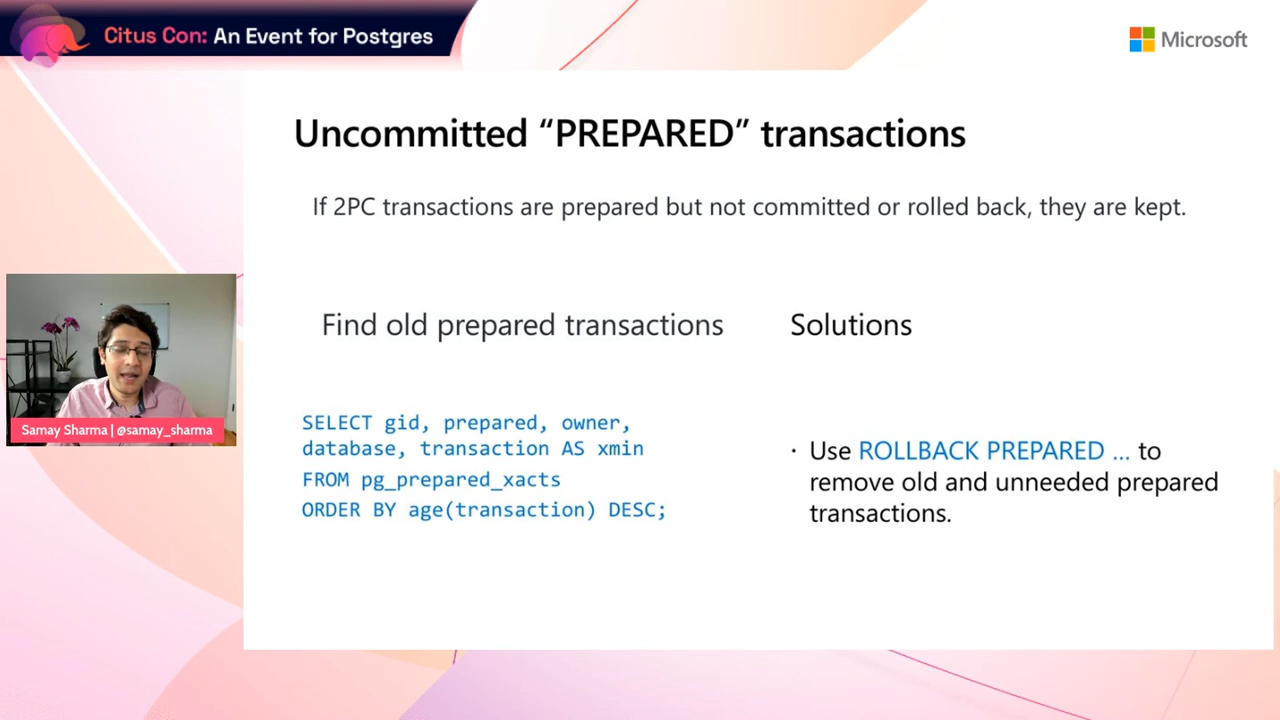 Citus Con: An Event for Postgres
Microsoft
Uncommitted “PREPARED” transactions
If 2PC transactions are prepared but not committed or rolled back, they are kept.
Find old prepared transactions
SELECT gid, prepared, owner,
database, transaction AS xmin
FROM pg_prepared_xacts
ORDER BY age(transaction) DESC;
Solutions
· Use ROLLBACK PREPARED ... to
remove old and unneeded prepared
transactions.
Samay Sharma | @samay_sharma